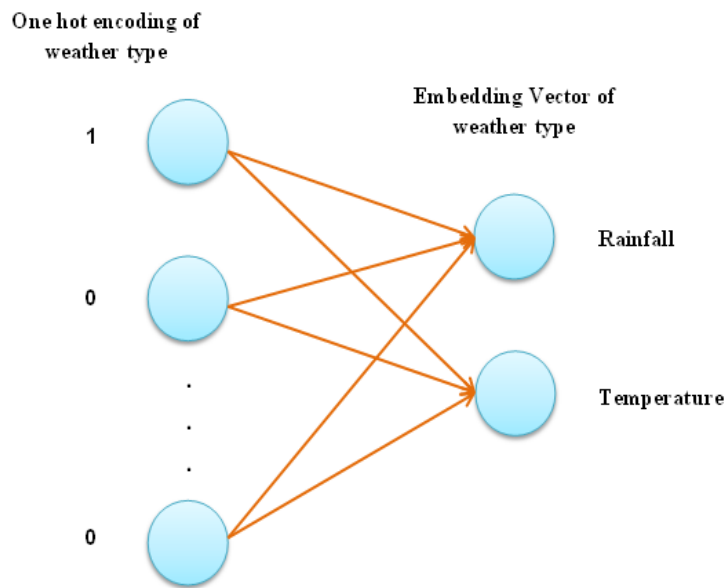 One hot encoding of
weather type
Embedding Vector of
weather type
1
Rainfall
0
Temperature
.
.
.
0